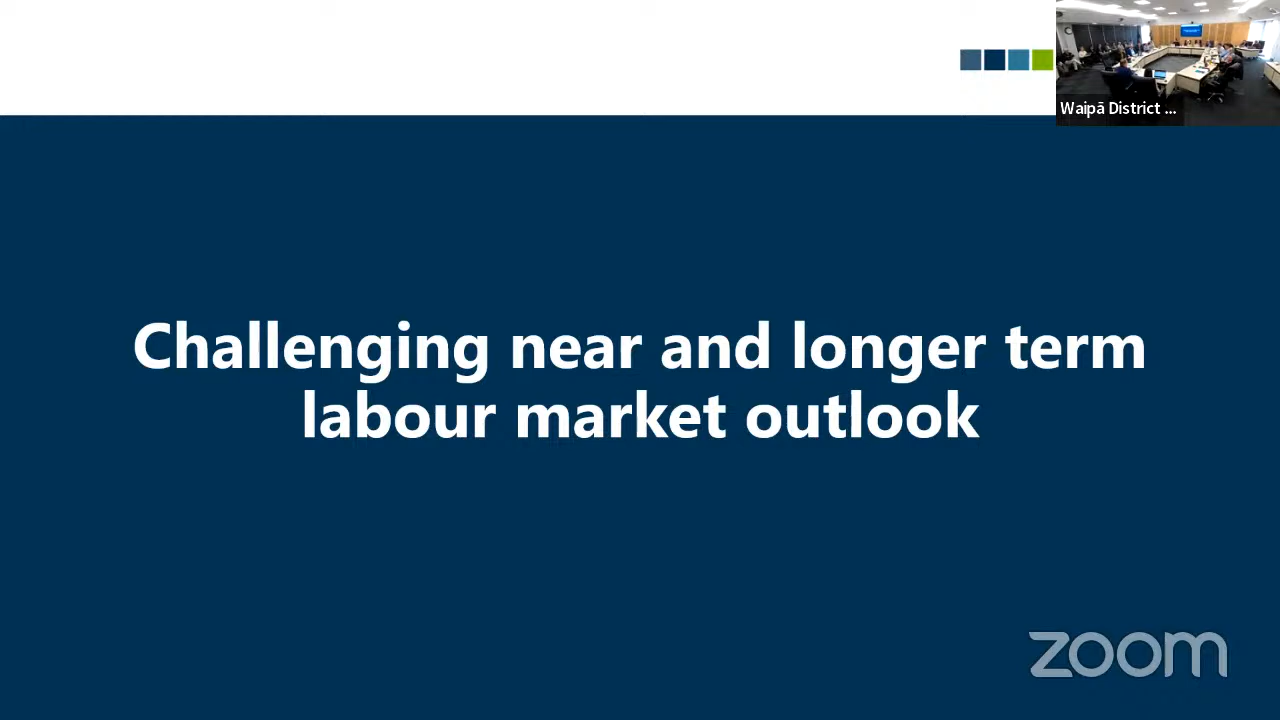 Waipā District ...
Challenging near and longer term
labour market outlook
zoom